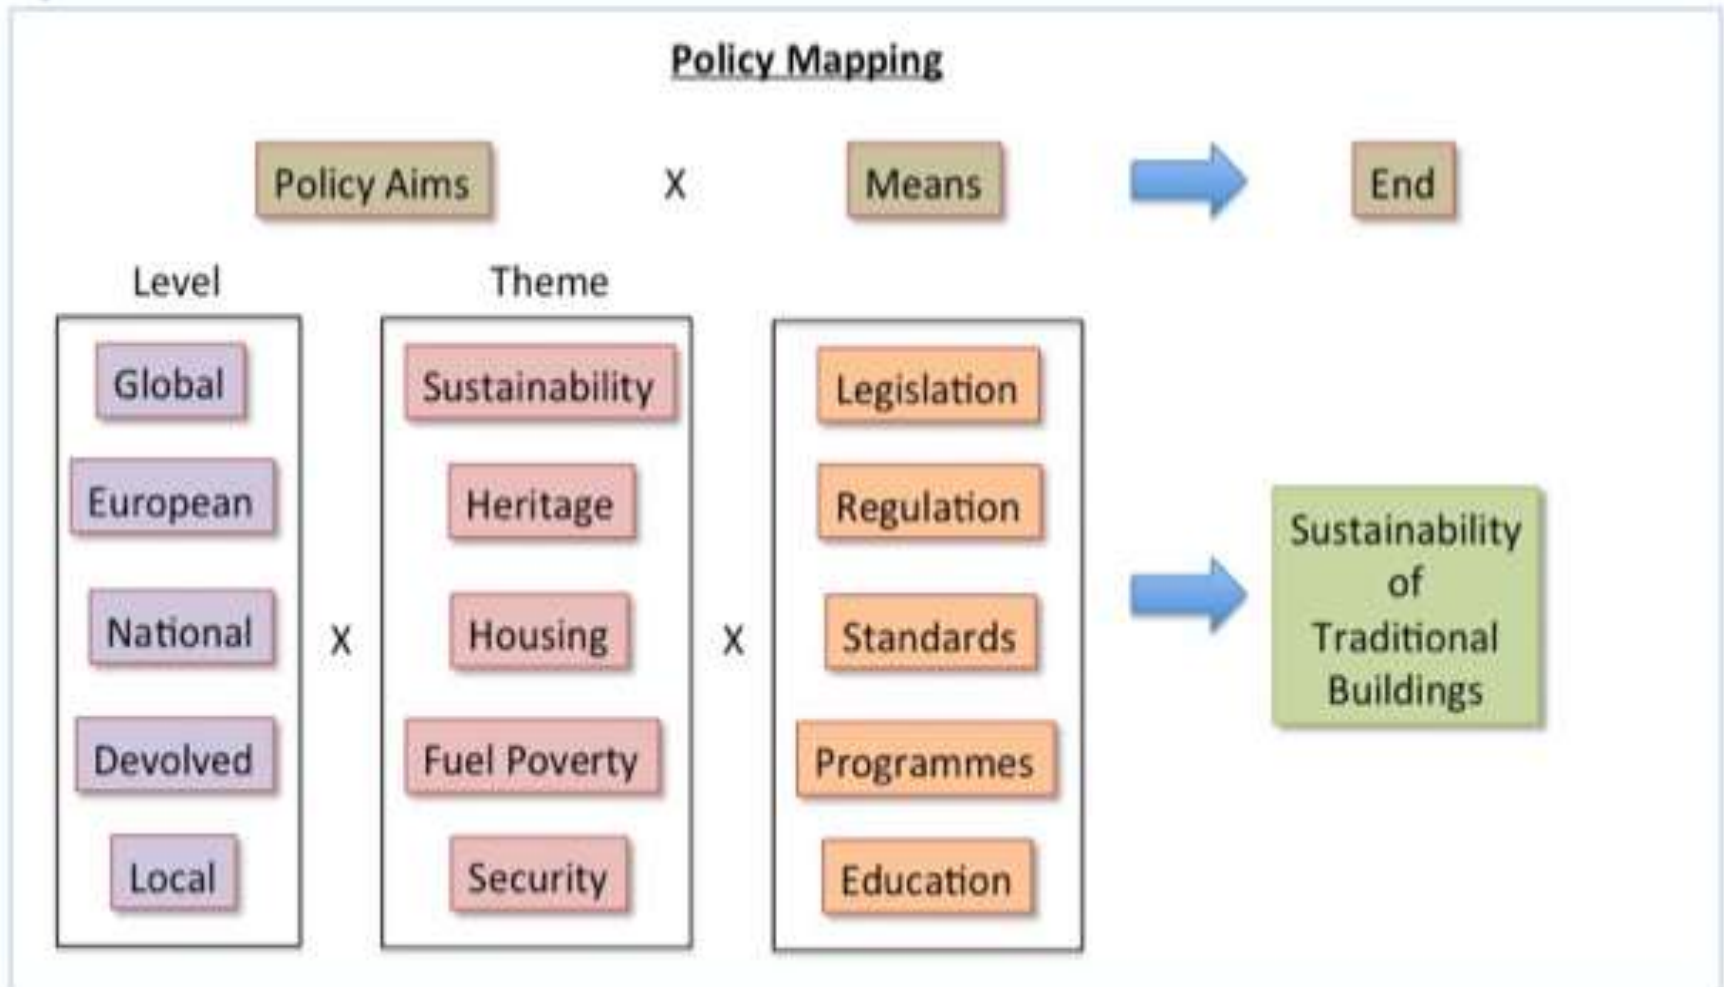 Policy Mapping
Policy Aims X Means End
Level Theme
Global
European
National
Devolved
Local
X
Sustainability
Heritage
Housing
Fuel Poverty
Security
X
Legislation
Regulation
Standards
Programmes
Education
Sustainability
of
Traditional
Buildings